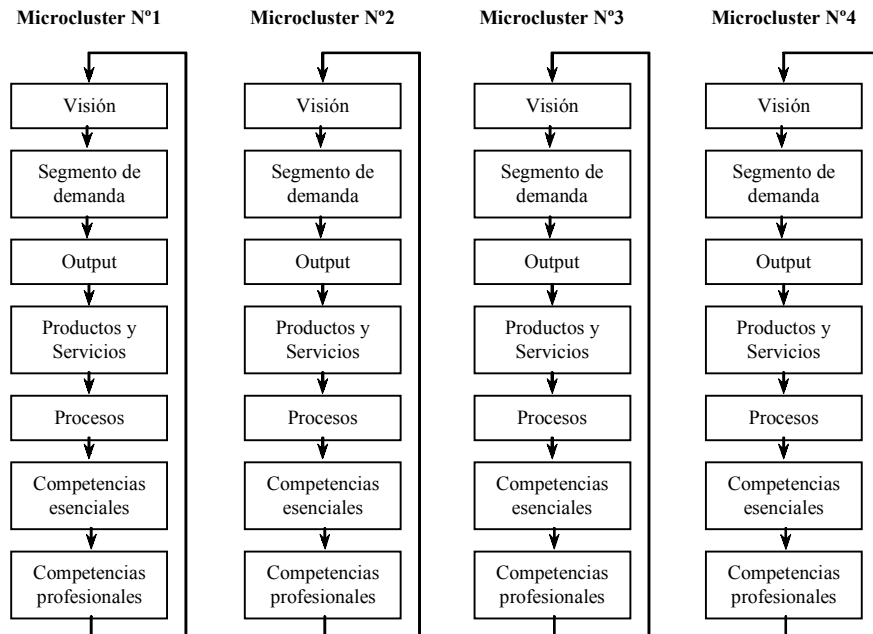 Microcluster Nº1
Visión
Segmento de
demanda
Output
Productos y
Servicios
Procesos
Competencias
esenciales
Competencias
profesionales
Microcluster Nº2
Visión
Segmento de
demanda
Output
Productos y
Servicios
Procesos
Competencias
esenciales
Competencias
profesionales
Microcluster Nº3
Visión
Segmento de
demanda
Output
Productos y
Servicios
Procesos
Competencias
esenciales
Competencias
profesionales
Microcluster Nº4
Visión
Segmento de
demanda
Output
Productos y
Servicios
Procesos
Competencias
esenciales
Competencias
profesionales